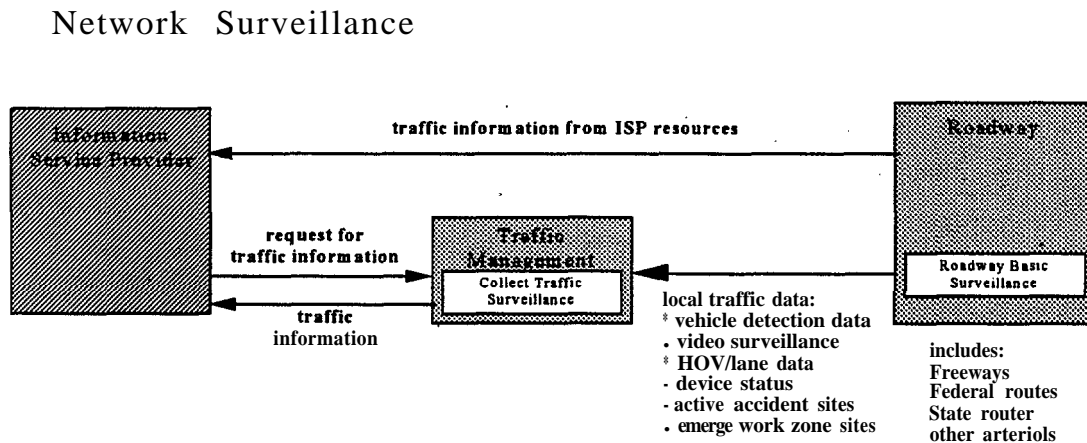 Network Surveillance
Information
Service Provider
traffic information from ISP resources
Roadway
request for
traffic information
Traffic
Management
Collect Traffic
Surveillance
traffic
information
local traffic data:
* vehicle detection data
. video surveillance
* HOV/lane data
- device status
- active accident sites
. emerge work zone sites
Roadway Basic
Surveillance
includes:
Freeways
Federal routes
State router
other arteriols